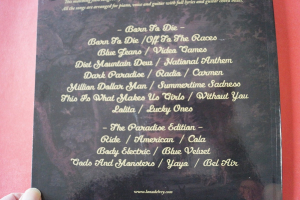 All the songs are arranged for piano, voice and guitar with full lyrics and guitar chord boxes.
~ Born To Die ~
Born To Die / Off To The Races
Blue Jeans / Video Games
Diet Mountain Dew / National Anthem
Dark Paradise / Radio / Carmen
Million Dollar Man / Summertime Sadness
This Is What Makes Us Girls / Without You
Lolita / Lucky Ones
~ The Paradise Edition ~
Ride / American / Cola
Body Electric / Blue Velvet
Gods And Monsters / Yayo / Bel Air
www.lanadelrey.com